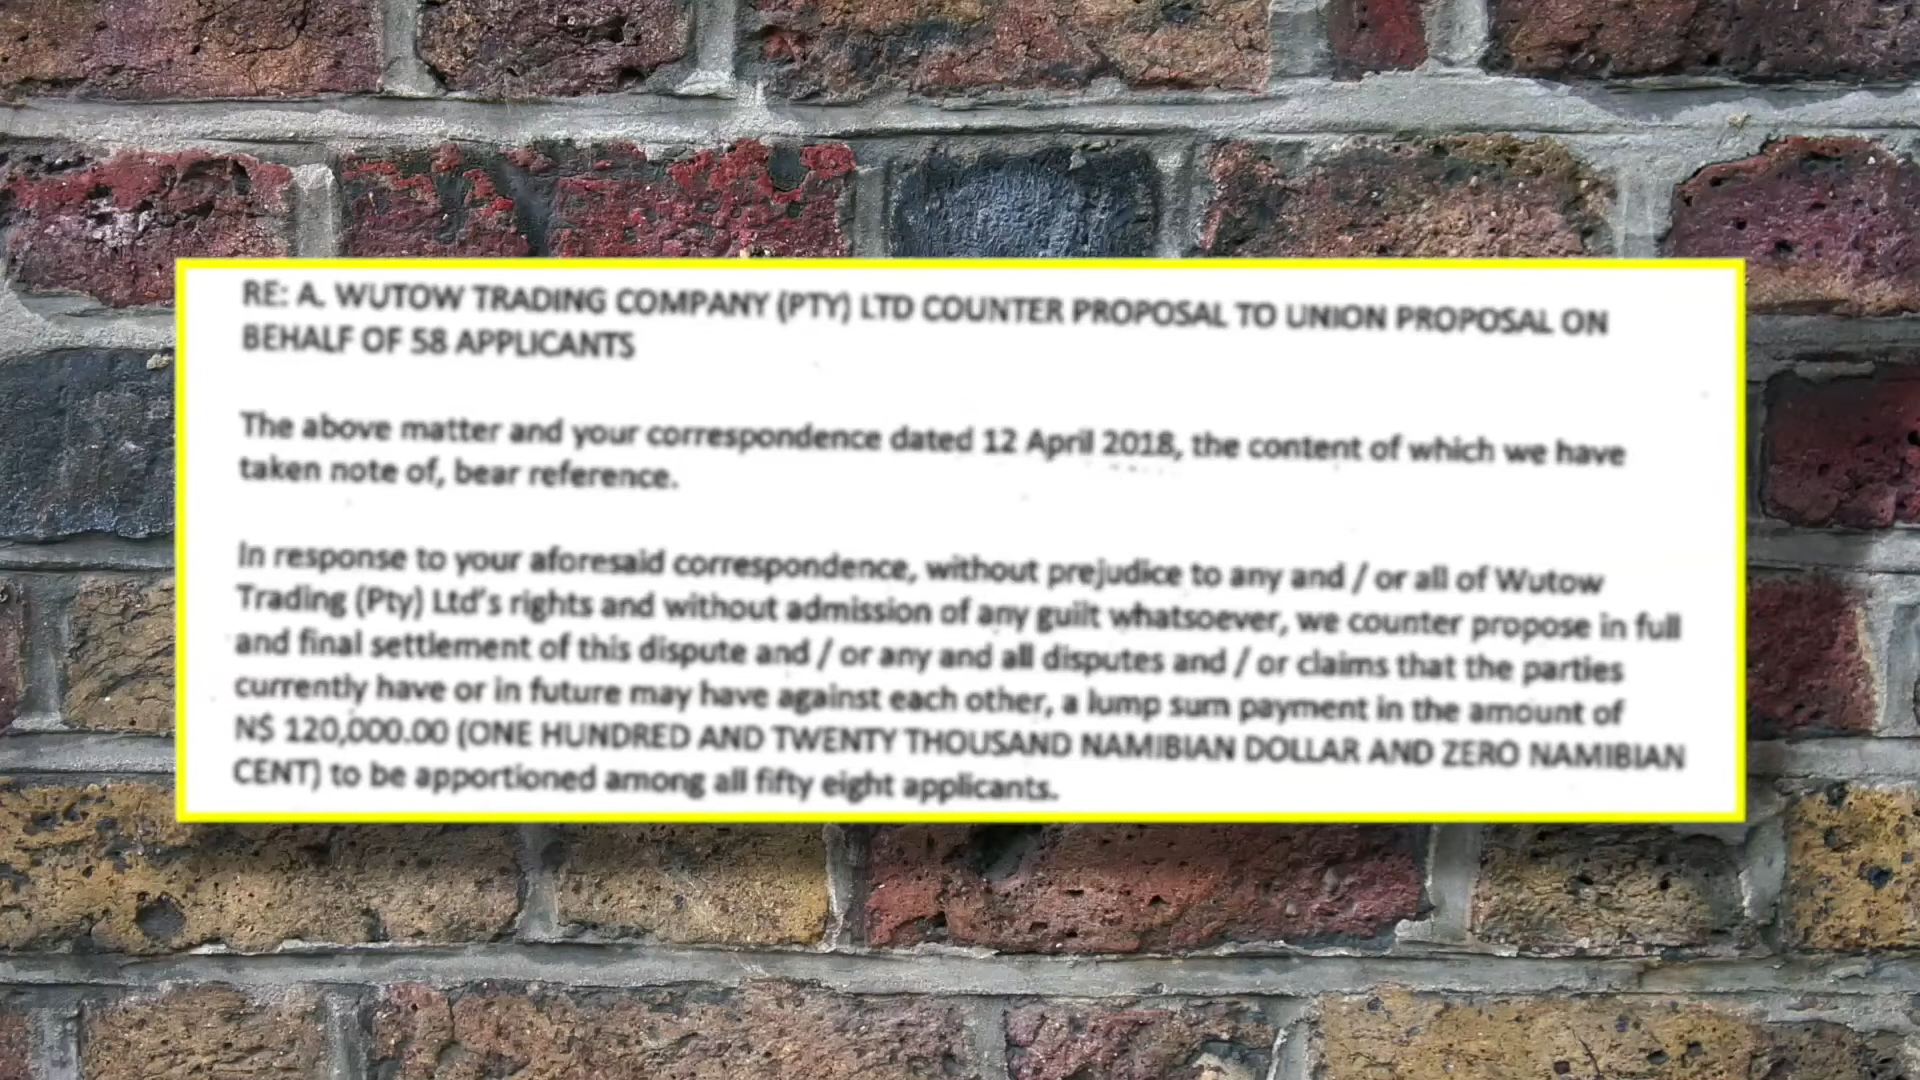 RE: A. WUTOW TRADING COMPANY (PTY) LTD COUNTER PROPOSAL TO UNION PROPOSAL ON
BEHALF OF 58 APPLICANTS
The above matter and your correspondence dated 12 April 2018, the content of which we have
taken note of, bear reference.
In response to your aforesaid correspondence, without prejudice to any and / or all of Wutow
Trading (Pty) Ltd's rights and without admission of any guilt whatsoever, we counter propose in full
and final settlement of this dispute and / or any and all disputes and / or claims that the parties
currently have or in future may have against each other, a lump sum payment in the amount of
N$ 120,000.00 (ONE HUNDRED AND TWENTY THOUSAND NAMIBIAN DOLLAR AND ZERO NAMIBIAN
CENT) to be apportioned among all fifty eight applicants.